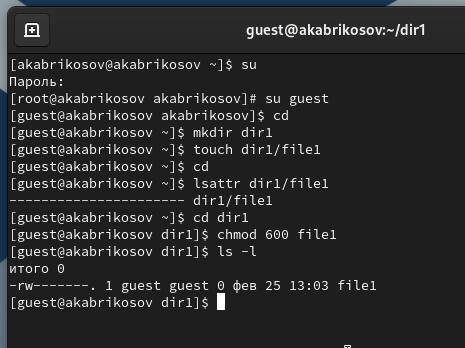 guest@akabrikosov:~/dir1
[akabrikosov@akabrikosov ~]$ su
Пароль:
[root@akabrikosov akabrikosov]# su guest
[guest@akabrikosov akabrikosov]$ cd
[guest@akabrikosov ~]$ mkdir dir1
[guest@akabrikosov ~]$ touch dir1/file1
[guest@akabrikosov ~]$ cd
[guest@akabrikosov ~]$ lsattr dir1/file1
---------------------- dir1/file1
[guest@akabrikosov ~]$ cd dir1
[guest@akabrikosov dir1]$ chmod 600 file1
[guest@akabrikosov dir1]$ ls -l
итого 0
-rw-------. 1 guest guest 0 фев 25 13:03 file1
[guest@akabrikosov dir1]$